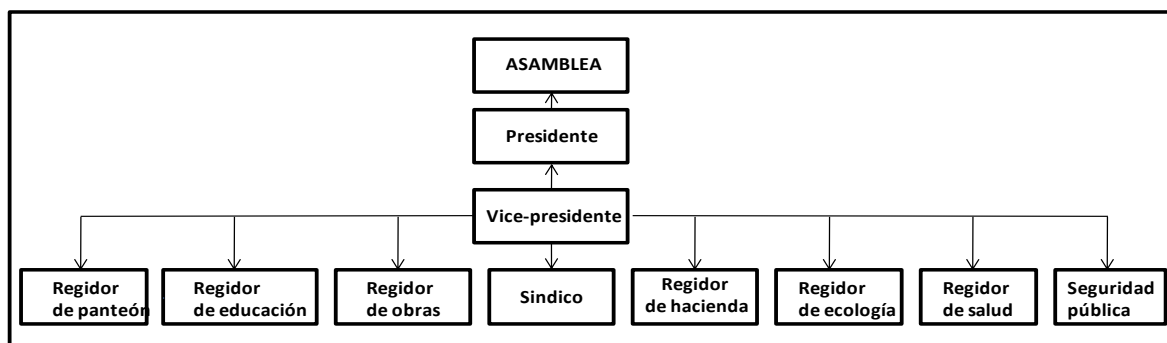 ASAMBLEA
Presidente
Vice-presidente
Regidor
de panteón
Regidor
de educación
Regidor
de obras
Sindico
Regidor
de hacienda
Regidor
de ecología
Regidor
de salud
Seguridad
pública